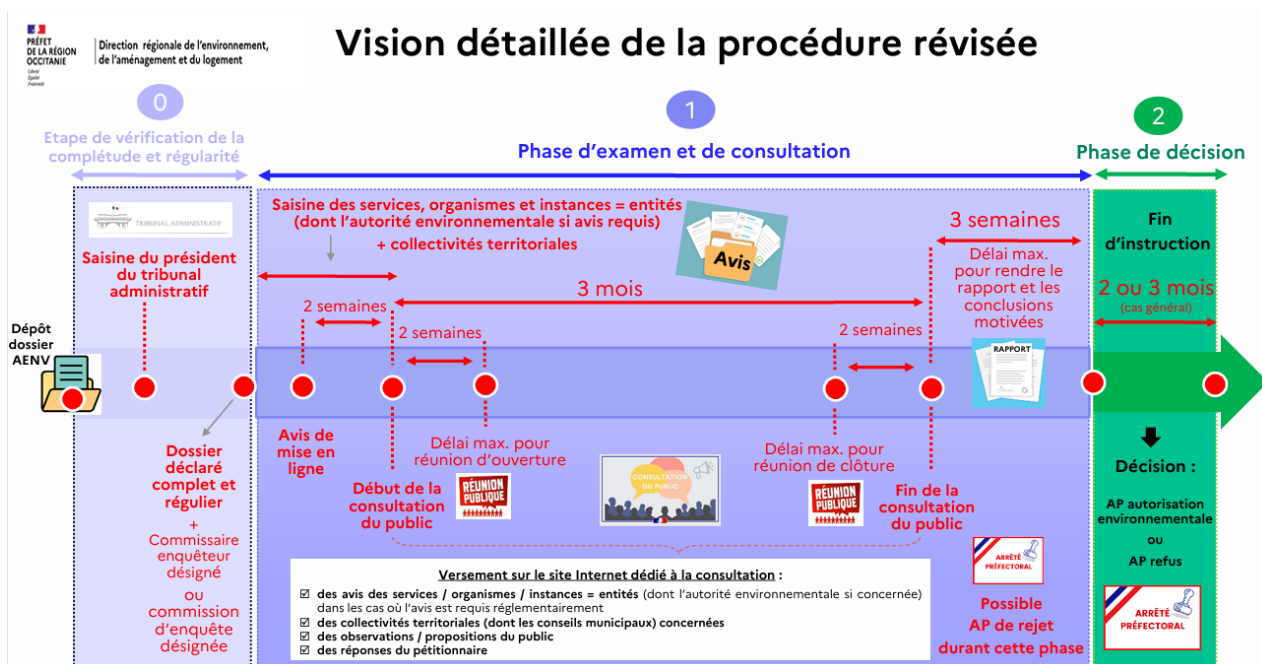 PRÉFET
DE LA RÉGION
OCCITANIE
Liberté
Égalité
Fraternité
Direction régionale de l'environnement,
de l'aménagement et du logement
Vision détaillée de la procédure révisée
0
Etape de vérification de la
complétude et régularité
1
Phase d'examen et de consultation
2
Phase de décision
TRIBUNAL ADMINISTRATIF
Saisine du président
du tribunal
administratif
Dépôt
dossier
AENV
Dossier
déclaré
complet et
régulier
+
Commissaire
enquêteur
désigné
ou
commission
d'enquête
désignée
Saisine des services, organismes et instances = entités
(dont l'autorité environnementale si avis requis)
+ collectivités territoriales
Avis
3 mois
2 semaines
2 semaines
2 semaines
3 semaines
Délai max.
pour rendre le
rapport et les
conclusions
motivées
RAPPORT
Avis de
mise en
ligne
Début de la
consultation
du public
Délai max. pour
réunion d'ouverture
RÉUNION
PUBLIQUE
CONSULTATION
DU PUBLIC
Délai max. pour
réunion de clôture
RÉUNION
PUBLIQUE
Fin de la
consultation
du public
Versement sur le site Internet dédié à la consultation :
☑ des avis des services / organismes / instances = entités (dont l'autorité environnementale si concernée)
dans les cas où l'avis est requis réglementairement
☑ des collectivités territoriales (dont les conseils municipaux) concernées
☑ des observations / propositions du public
☑ des réponses du pétitionnaire
ARRÊTÉ
PRÉFECTORAL
Possible
AP de rejet
durant cette phase
Fin
d'instruction
2 ou 3 mois
(cas général)
Décision :
AP autorisation
environnementale
ou
AP refus
ARRÊTÉ
PRÉFECTORAL